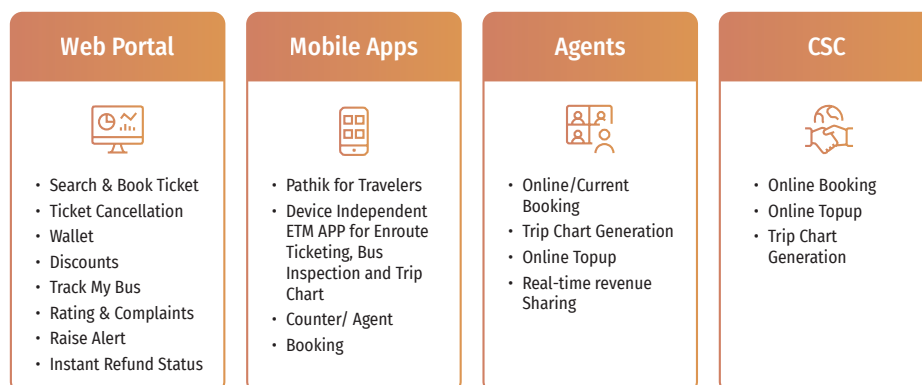 Web Portal
• Search & Book Ticket
• Ticket Cancellation
• Wallet
• Discounts
• Track My Bus
• Rating & Complaints
• Raise Alert
• Instant Refund Status
Mobile Apps
• Pathik for Travelers
• Device Independent
ETM APP for Enroute
Ticketing, Bus
Inspection and Trip
Chart
• Counter/ Agent
• Booking
Agents
• Online/Current
Booking
• Trip Chart Generation
• Online Topup
• Real-time revenue
Sharing
CSC
• Online Booking
• Online Topup
• Trip Chart
Generation